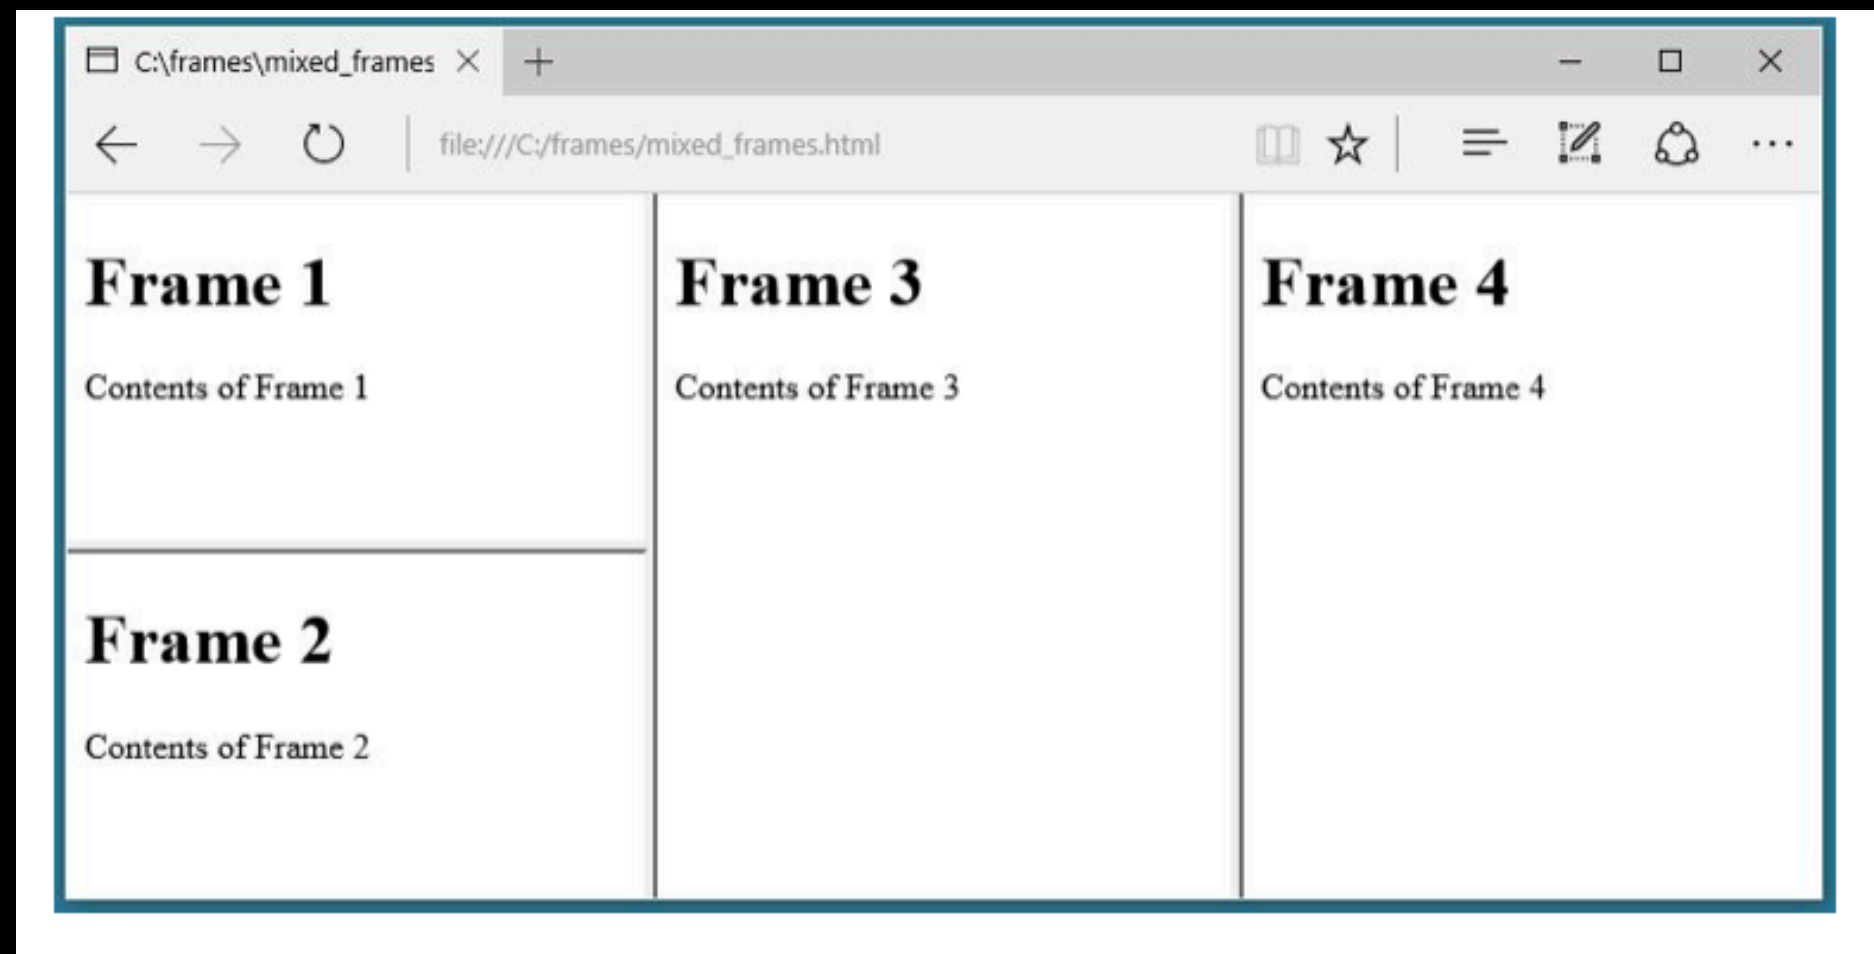 C:\frames\mixed_frames
file:///C:/frames/mixed_frames.html
Frame 1
Contents of Frame 1
Frame 2
Contents of Frame 2
Frame 3
Contents of Frame 3
Frame 4
Contents of Frame 4